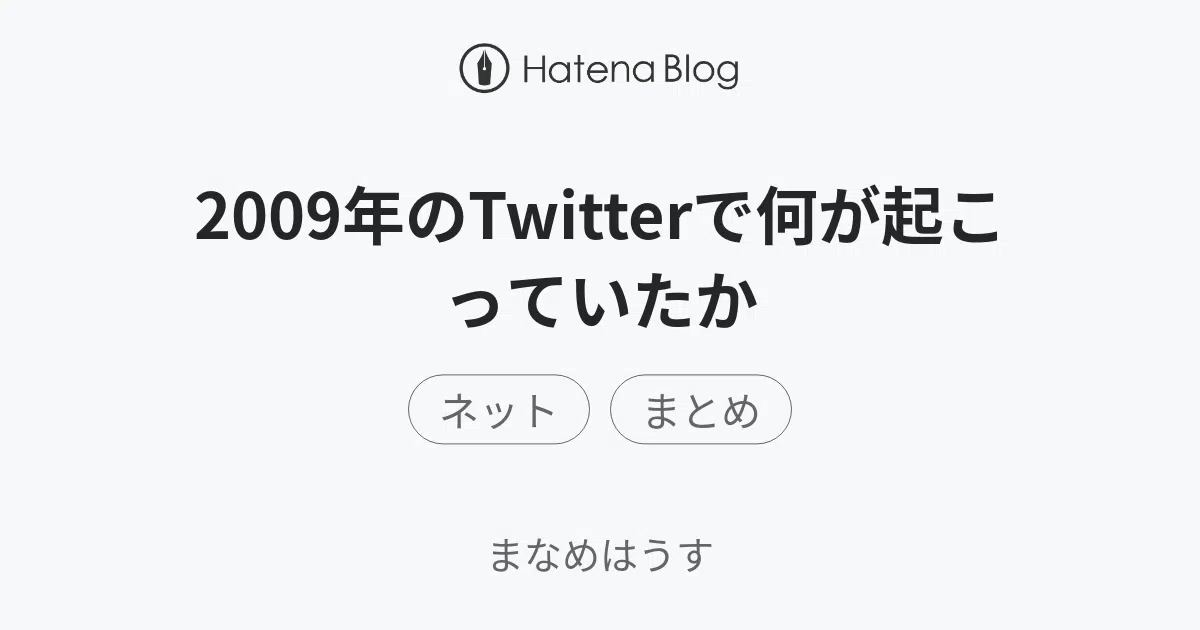 Hatena Blog
2009年のTwitterで何が起こ
っていたか
ネット まとめ
まなめはうす